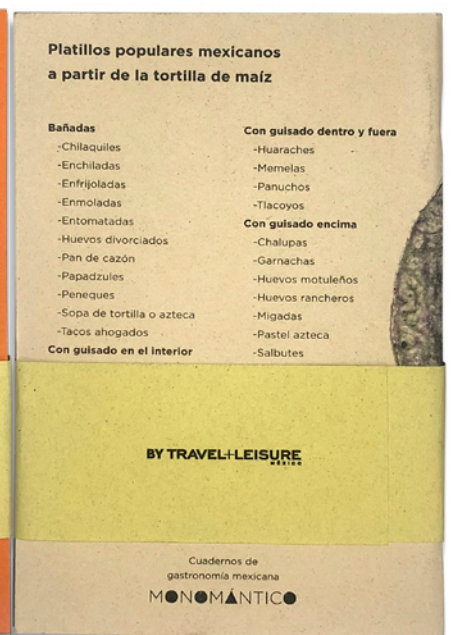 Platillos populares mexicanos
a partir de la tortilla de maíz
Bañadas
-Chilaquiles
-Enchiladas
-Enfrijoladas
-Enmoladas
-Entomatadas
-Huevos divorciados
-Pan de cazón
-Papadzules
-Peneques
-Sopa de tortilla o azteca
-Tacos ahogados
Con guisado en el interior
Con guisado dentro y fuera
-Huaraches
-Memelas
-Panuchos
-Tlacoyos
Con guisado encima
-Chalupas
-Garnachas
-Huevos motuleños
-Huevos rancheros
-Migadas
-Pastel azteca
-Salbutes
BY TRAVEL+LEISURE
MÉXICO
Cuadernos de
gastronomía mexicana
MONOMÁNTICO